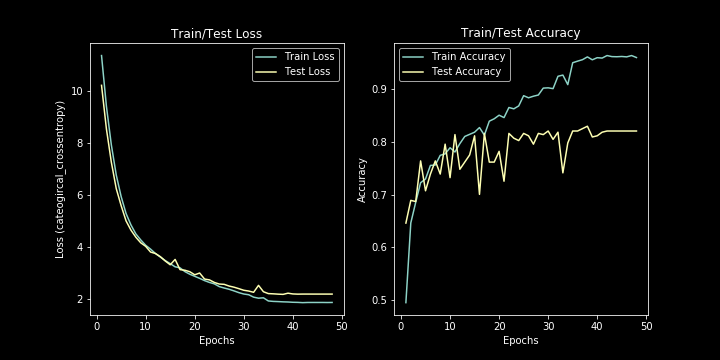 Train/Test Loss
Train Loss
Test Loss
10
8
6
4
2
Loss (cateogircal_crossentropy)
0
10
20
30
40
50
Epochs
Train/Test Accuracy
Train Accuracy
Test Accuracy
0.9
0.8
0.7
0.6
0.5
Accuracy
0
10
20
30
40
50
Epochs